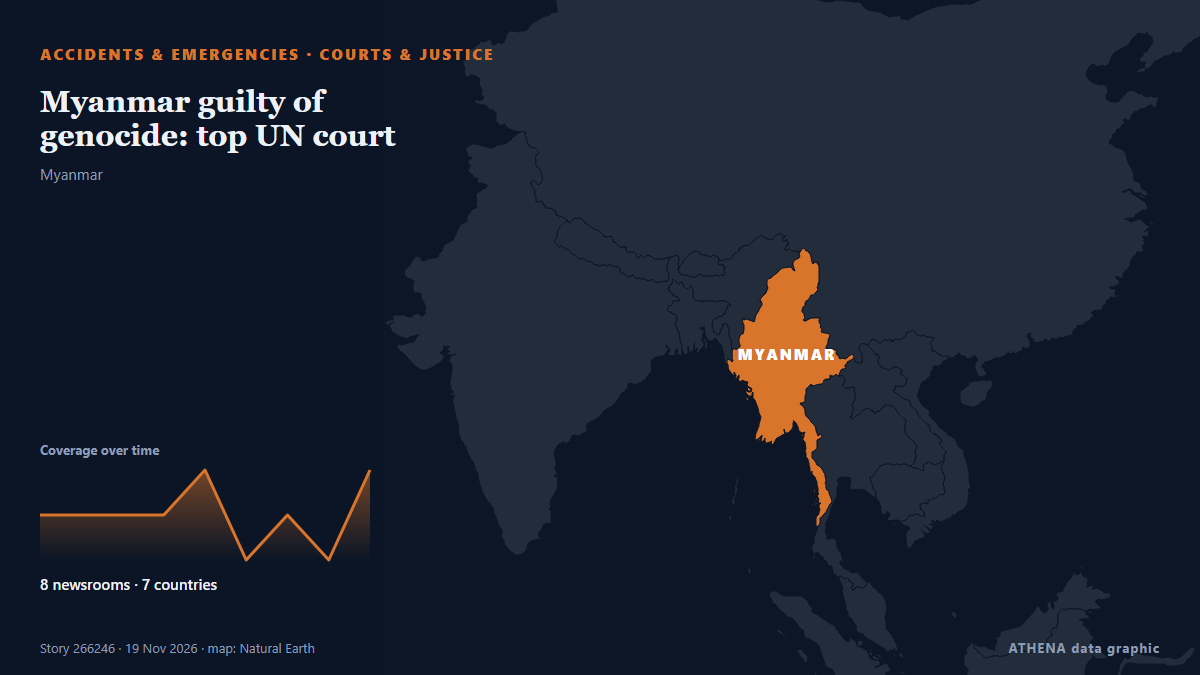 ACCIDENTS & EMERGENCIES · COURTS & JUSTICE
Myanmar guilty of
genocide: top UN court
Myanmar
MYANMAR
Coverage over time
8 newsrooms · 7 countries
Story 266246 · 19 Nov 2026 · map: Natural Earth
ATHENA data graphic